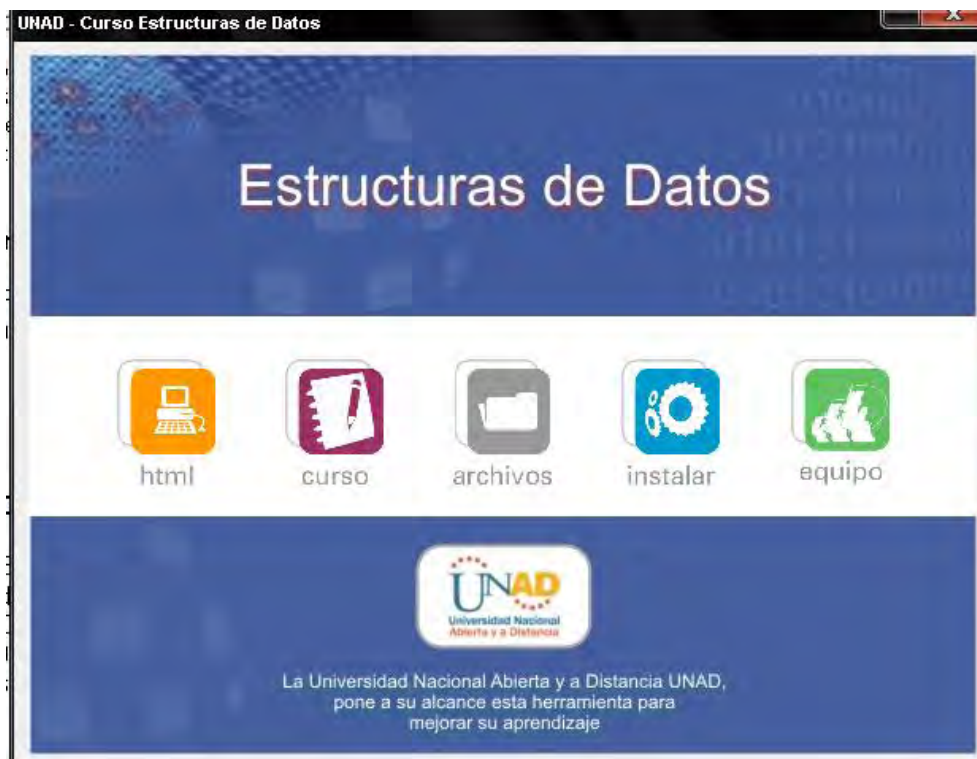 UNAD - Curso Estructuras de Datos
Estructuras de Datos
html
curso
archivos
instalar
equipo
UNAD
Universidad Nacional
Abierta y a Distancia
La Universidad Nacional Abierta y a Distancia UNAD,
pone a su alcance esta herramienta para
mejorar su aprendizaje